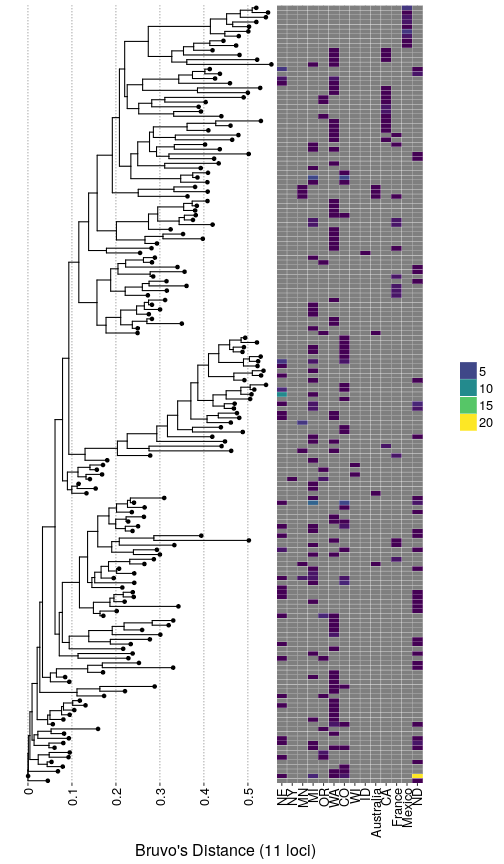 5
10
15
20
0
0.1
0.2
0.3
0.4
0.5
NE
NY
MN
MI
OR
WA
CO
WI
ID
Australia
CA
France
Mexico
ND
Bruvo's Distance (11 loci)